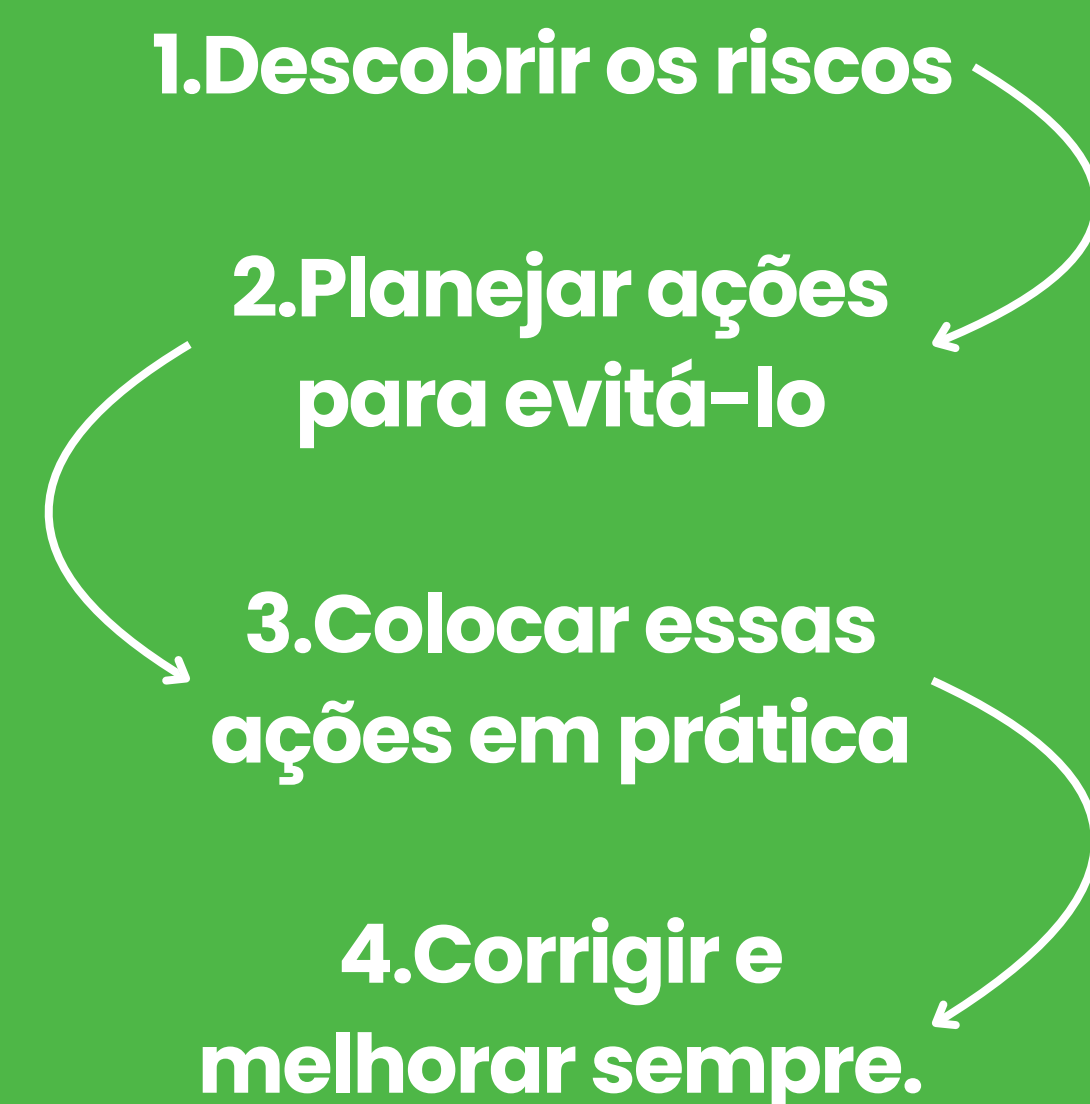 1.Descobrir os riscos
2.Planejar ações
para evitá-lo
3.Colocar essas
ações em prática
4.Corrigir e
melhorar sempre.